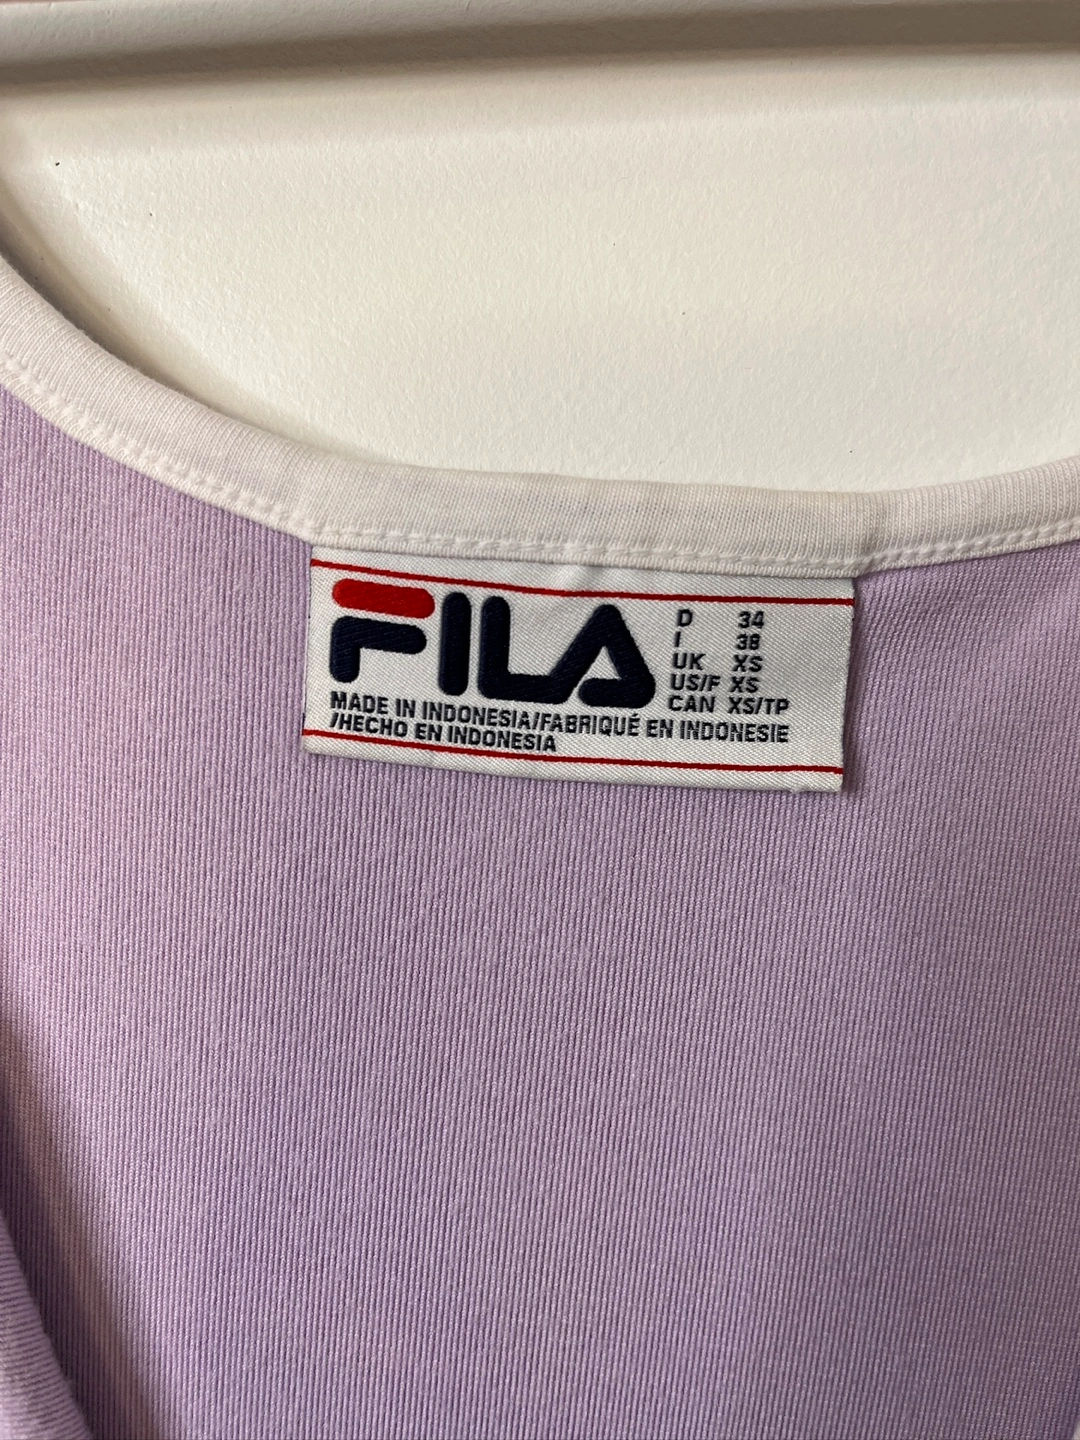 FILA
D 34
I 38
UK XS
US/F XS
CAN XS/TP
MADE IN INDONESIA/FABRIQUÉ EN INDONESIE
/HECHO EN INDONESIA